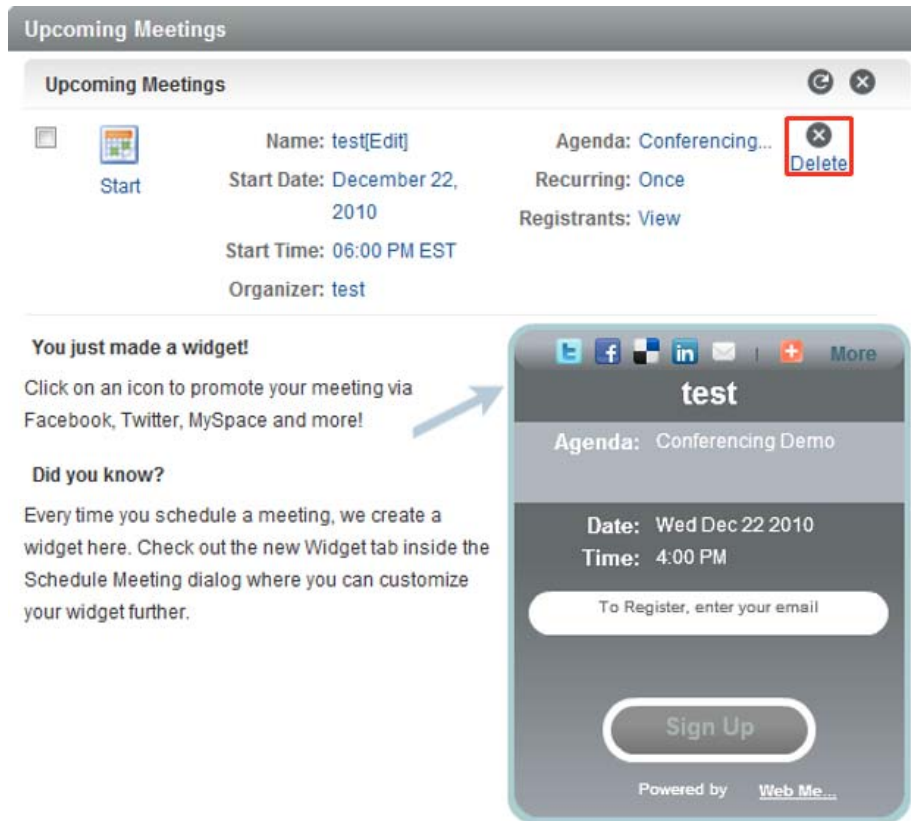 Upcoming Meetings
Upcoming Meetings
Start
Name: test[Edit]
Start Date: December 22,
2010
Start Time: 06:00 PM EST
Organizer: test
Agenda: Conferencing...
Recurring: Once
Registrants: View
Delete
You just made a widget!
Click on an icon to promote your meeting via
Facebook, Twitter, MySpace and more!
Did you know?
Every time you schedule a meeting, we create a
widget here. Check out the new Widget tab inside the
Schedule Meeting dialog where you can customize
your widget further.
More
test
Agenda: Conferencing Demo
Date: Wed Dec 22 2010
Time: 4:00 PM
To Register, enter your email
Sign Up
Powered by Web Me...